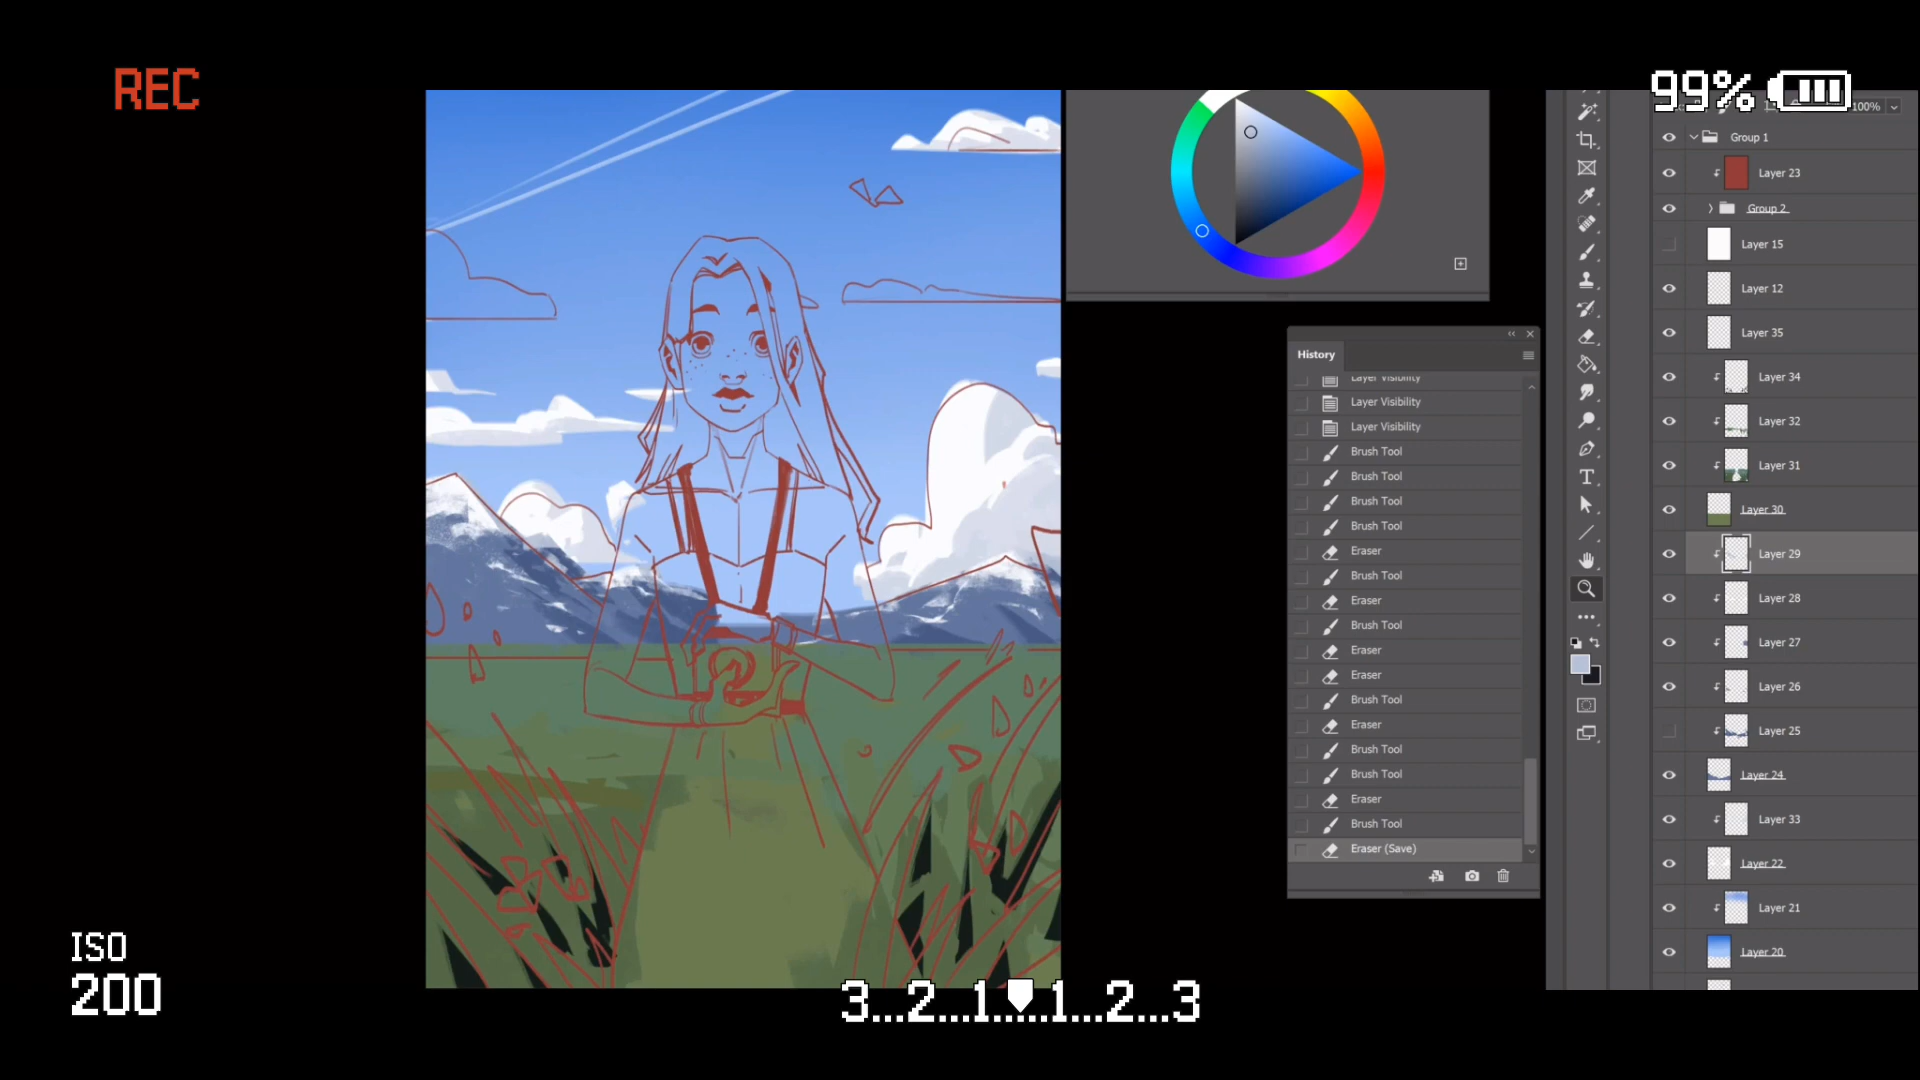 REC
99%
100%
Group 1
Layer 23
Group 2
Layer 15
Layer 12
Layer 35
Layer 34
Layer 32
Layer 31
Layer 30
Layer 29
Layer 28
Layer 27
Layer 26
Layer 25
Layer 24
Layer 33
Layer 22
Layer 21
Layer 20
History
Layer Visibility
Layer Visibility
Layer Visibility
Brush Tool
Brush Tool
Brush Tool
Brush Tool
Eraser
Brush Tool
Eraser
Brush Tool
Eraser
Eraser
Brush Tool
Eraser
Brush Tool
Brush Tool
Eraser
Brush Tool
Eraser (Save)
ISO
200
3...2...1...1...2...3